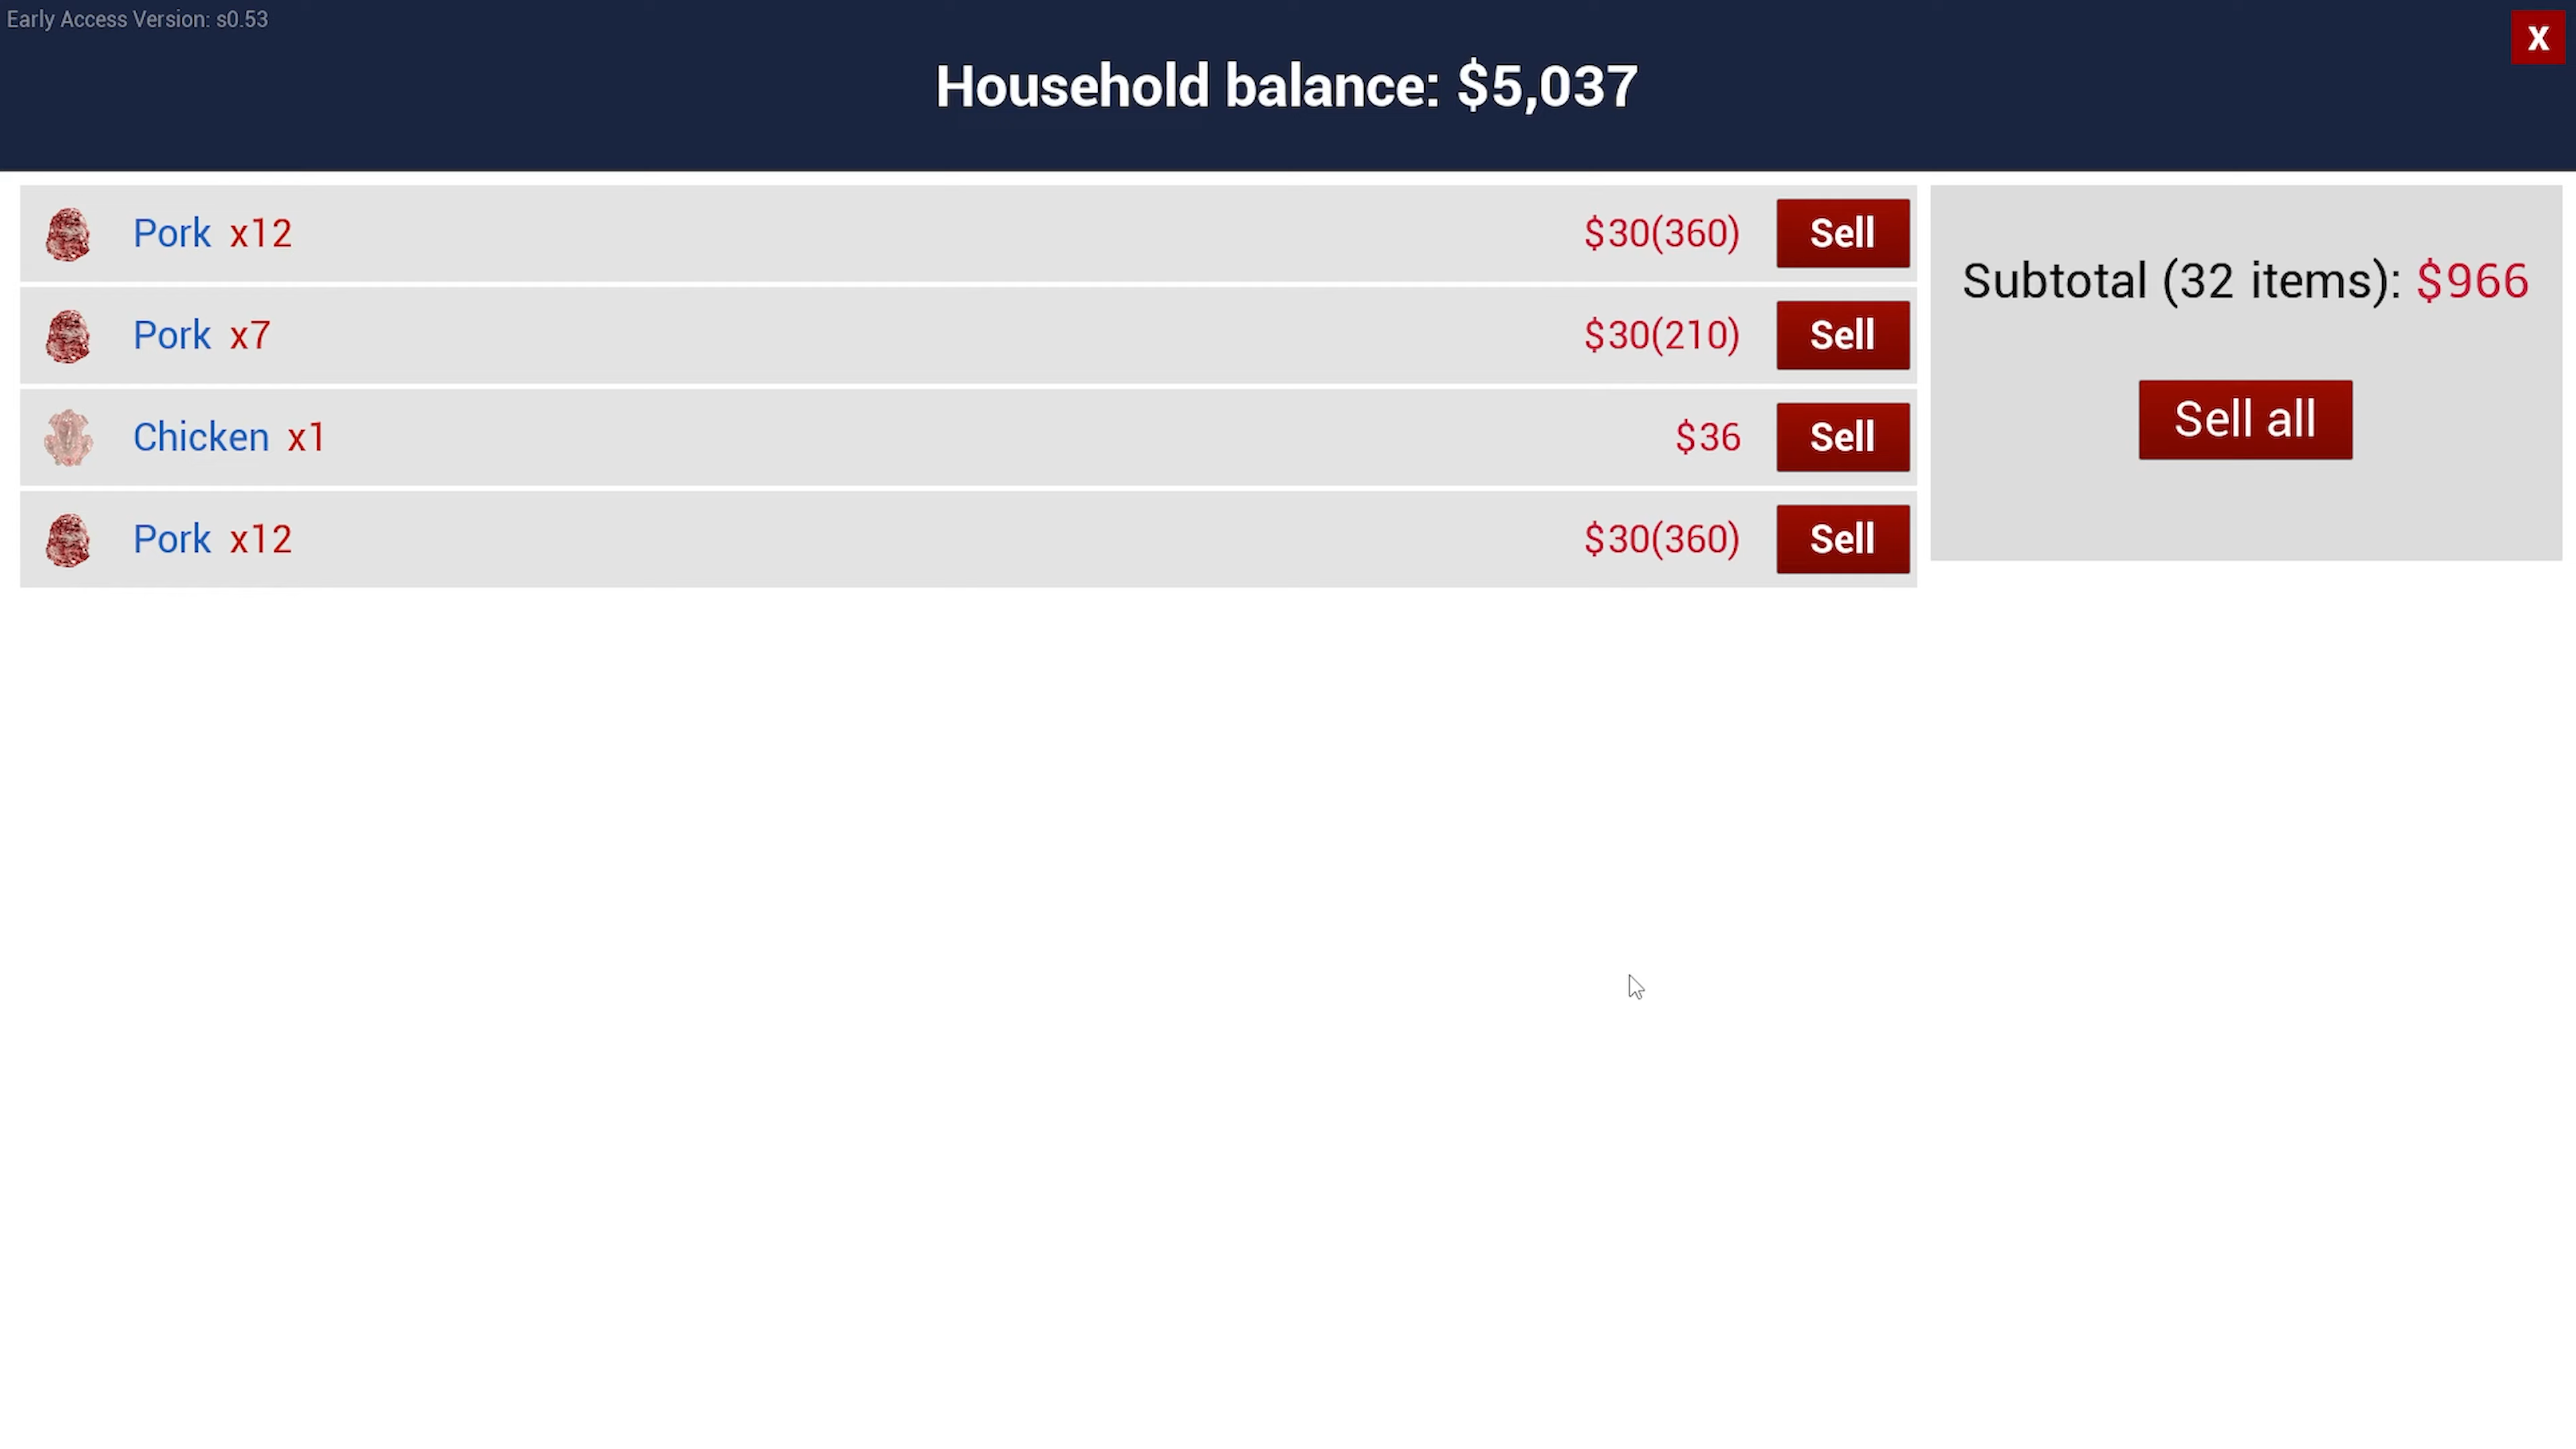 Early Access Version: s0.53
X
Household balance: $5,037
Pork x12 $30(360) Sell
Pork x7 $30(210) Sell
Chicken x1 $36 Sell
Pork x12 $30(360) Sell
Subtotal (32 items): $966
Sell all